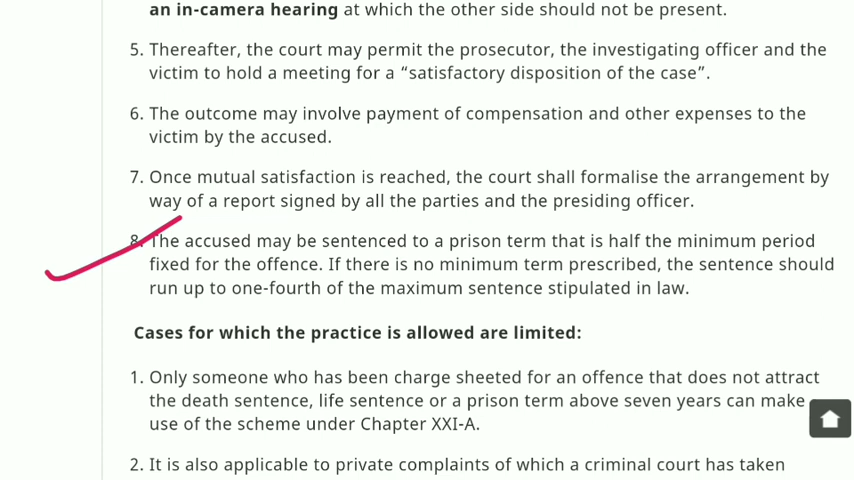 an in-camera hearing at which the other side should not be present.
5. Thereafter, the court may permit the prosecutor, the investigating officer and the
victim to hold a meeting for a “satisfactory disposition of the case”.
6. The outcome may involve payment of compensation and other expenses to the
victim by the accused.
7. Once mutual satisfaction is reached, the court shall formalise the arrangement by
way of a report signed by all the parties and the presiding officer.
8. The accused may be sentenced to a prison term that is half the minimum period
fixed for the offence. If there is no minimum term prescribed, the sentence should
run up to one-fourth of the maximum sentence stipulated in law.
Cases for which the practice is allowed are limited:
1. Only someone who has been charge sheeted for an offence that does not attract
the death sentence, life sentence or a prison term above seven years can make
use of the scheme under Chapter XXI-A.
2. It is also applicable to private complaints of which a criminal court has taken